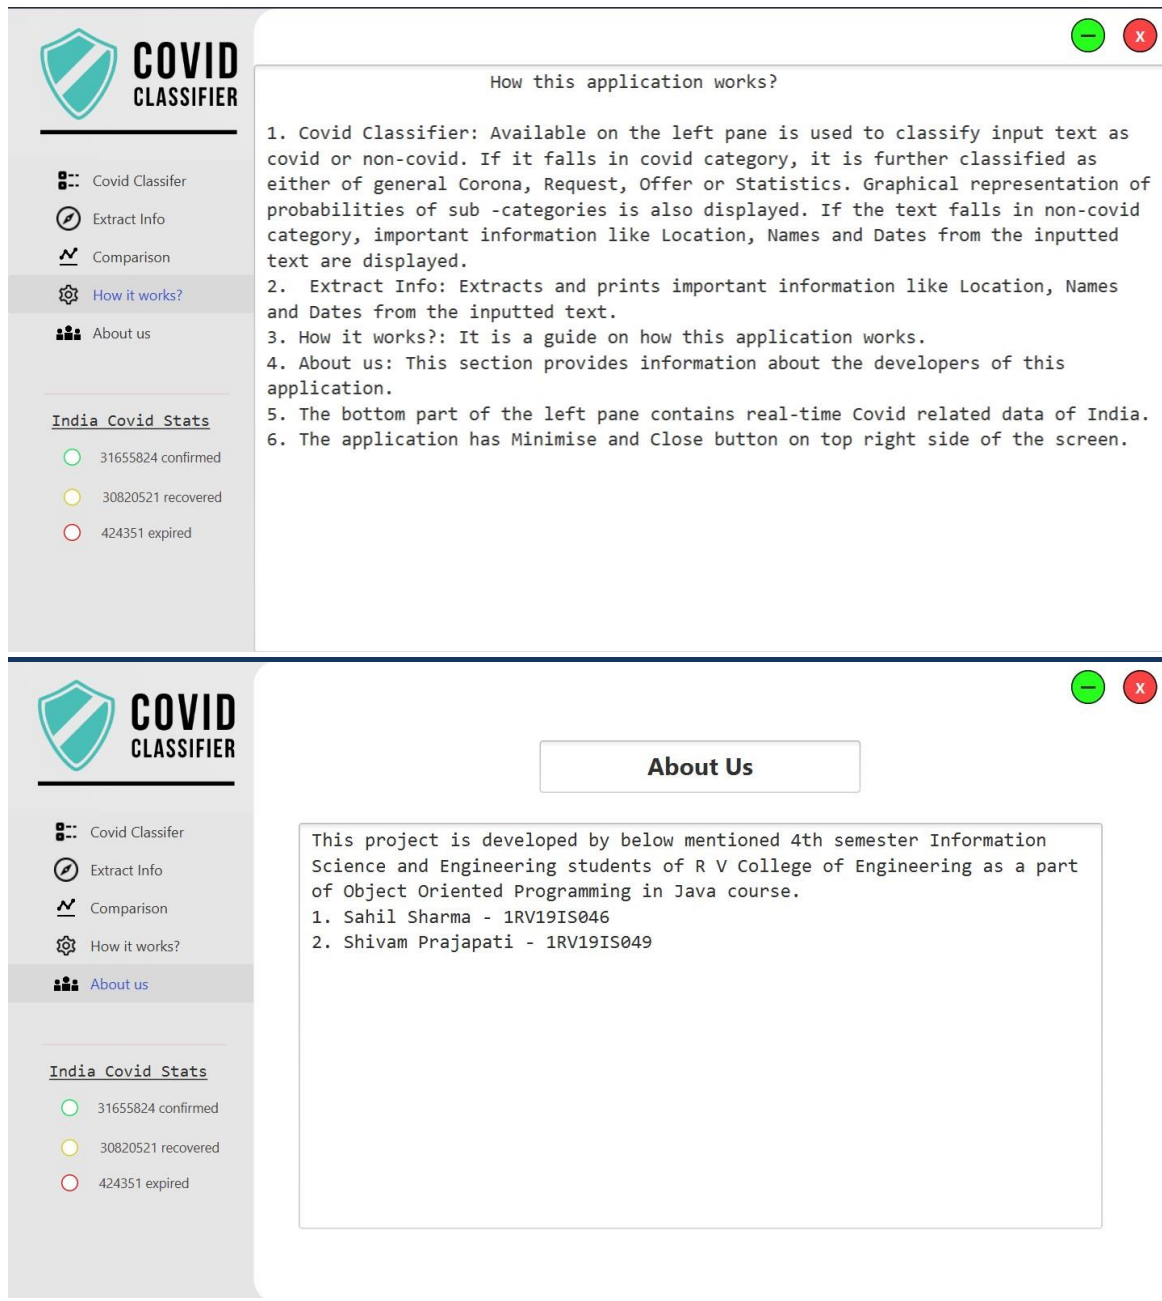 COVID
CLASSIFIER
Covid Classifer
Extract Info
Comparison
How it works?
About us
India Covid Stats
31655824 confirmed
30820521 recovered
424351 expired
X
How this application works?
1. Covid Classifier: Available on the left pane is used to classify input text as
covid or non-covid. If it falls in covid category, it is further classified as
either of general Corona, Request, Offer or Statistics. Graphical representation of
probabilities of sub -categories is also displayed. If the text falls in non-covid
category, important information like Location, Names and Dates from the inputted
text are displayed.
2.  Extract Info: Extracts and prints important information like Location, Names
and Dates from the inputted text.
3. How it works?: It is a guide on how this application works.
4. About us: This section provides information about the developers of this
application.
5. The bottom part of the left pane contains real-time Covid related data of India.
6. The application has Minimise and Close button on top right side of the screen.
COVID
CLASSIFIER
Covid Classifer
Extract Info
Comparison
How it works?
About us
India Covid Stats
31655824 confirmed
30820521 recovered
424351 expired
X
About Us
This project is developed by below mentioned 4th semester Information
Science and Engineering students of R V College of Engineering as a part
of Object Oriented Programming in Java course.
1. Sahil Sharma - 1RV19IS046
2. Shivam Prajapati - 1RV19IS049